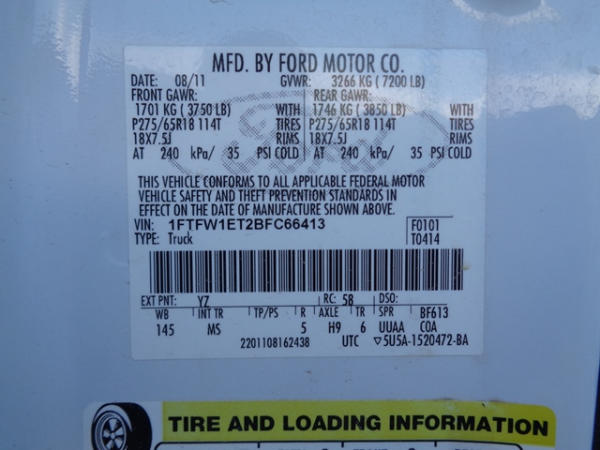 MFD. BY FORD MOTOR CO.
DATE: 08/11 GVWR: 3266 KG ( 7200 LB)
FRONT GAWR: REAR GAWR:
1701 KG ( 3750 LB) WITH 1746 KG ( 3850 LB) WITH
P275/65R18 114T TIRES P275/65R18 114T TIRES
18X7.5J RIMS 18X7.5J RIMS
AT 240 kPa/ 35 PSI COLD AT 240 kPa/ 35 PSI COLD
THIS VEHICLE CONFORMS TO ALL APPLICABLE FEDERAL MOTOR
VEHICLE SAFETY AND THEFT PREVENTION STANDARDS IN
EFFECT ON THE DATE OF MANUFACTURE SHOWN ABOVE.
VIN: 1FTFW1ET2BFC66413 F0101
TYPE: Truck T0414
EXT PNT: YZ RC: 58 DSO:
WB INT TR TP/PS R AXLE TR SPR BF613
145 MS 5 H9 6 UUAA COA
2201108162438 UTC ▽5U5A-1520472-BA
TIRE AND LOADING INFORMATION